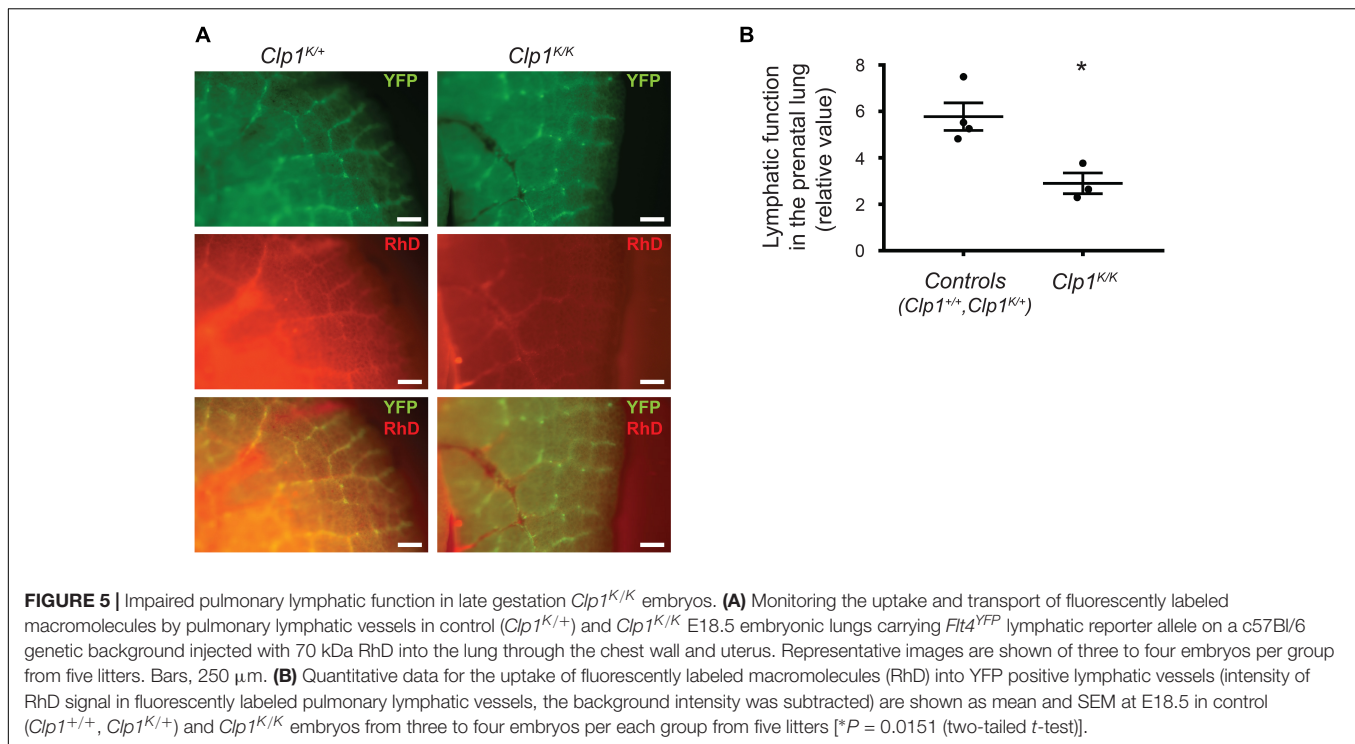 A
Clp1K/+ Clp1K/K
YFP YFP
RhD RhD
YFP YFP
RhD RhD
B
Lymphatic function
in the prenatal lung
(relative value)
8
6
4
2
0
*
Controls Clp1K/K
(Clp1+/+,Clp1K/+)
FIGURE 5 | Impaired pulmonary lymphatic function in late gestation Clp1K/K embryos. (A) Monitoring the uptake and transport of fluorescently labeled
macromolecules by pulmonary lymphatic vessels in control (Clp1K/+) and Clp1K/K E18.5 embryonic lungs carrying Flt4YFP lymphatic reporter allele on a c57Bl/6
genetic background injected with 70 kDa RhD into the lung through the chest wall and uterus. Representative images are shown of three to four embryos per group
from five litters. Bars, 250 μm. (B) Quantitative data for the uptake of fluorescently labeled macromolecules (RhD) into YFP positive lymphatic vessels (intensity of
RhD signal in fluorescently labeled pulmonary lymphatic vessels, the background intensity was subtracted) are shown as mean and SEM at E18.5 in control
(Clp1+/+, Clp1K/+) and Clp1K/K embryos from three to four embryos per each group from five litters [*P = 0.0151 (two-tailed t-test)].